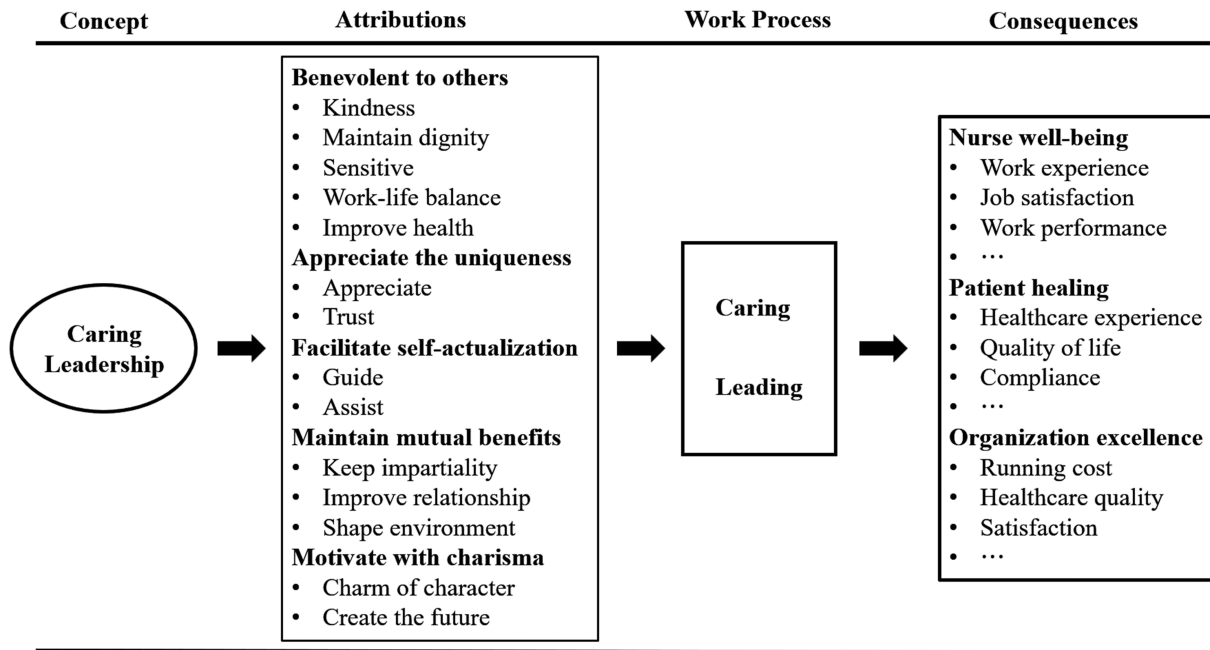 Concept
Attributions
Work Process
Consequences
Caring
Leadership
Benevolent to others
• Kindness
• Maintain dignity
• Sensitive
• Work-life balance
• Improve health
Appreciate the uniqueness
• Appreciate
• Trust
Facilitate self-actualization
• Guide
• Assist
Maintain mutual benefits
• Keep impartiality
• Improve relationship
• Shape environment
Motivate with charisma
• Charm of character
• Create the future
Caring
Leading
Nurse well-being
• Work experience
• Job satisfaction
• Work performance
• …
Patient healing
• Healthcare experience
• Quality of life
• Compliance
• …
Organization excellence
• Running cost
• Healthcare quality
• Satisfaction
• …